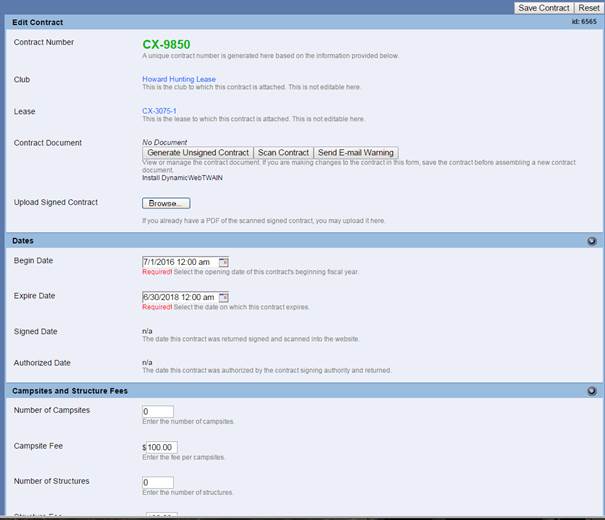 Save Contract Reset
Edit Contract id: 6565
Contract Number CX-9850
A unique contract number is generated here based on the information provided below.
Club Howard Hunting Lease
This is the club to which this contract is attached. This is not editable here.
Lease CX-3075-1
This is the lease to which this contract is attached. This is not editable here.
Contract Document No Document
Generate Unsigned Contract Scan Contract Send E-mail Warning
View or manage the contract document. If you are making changes to the contract in this form, save the contract before assembling a new contract
document.
Install DynamicWebTWAIN
Upload Signed Contract Browse...
If you already have a PDF of the scanned signed contract, you may upload it here.
Dates
Begin Date 7/1/2016 12:00 am
Required! Select the opening date of this contract's beginning fiscal year.
Expire Date 6/30/2018 12:00 am
Required! Select the date on which this contract expires.
Signed Date n/a
The date this contract was returned signed and scanned into the website.
Authorized Date n/a
The date this contract was authorized by the contract signing authority and returned.
Campsites and Structure Fees
Number of Campsites 0
Enter the number of campsites.
Campsite Fee $100.00
Enter the fee per campsites.
Number of Structures 0
Enter the number of structures.